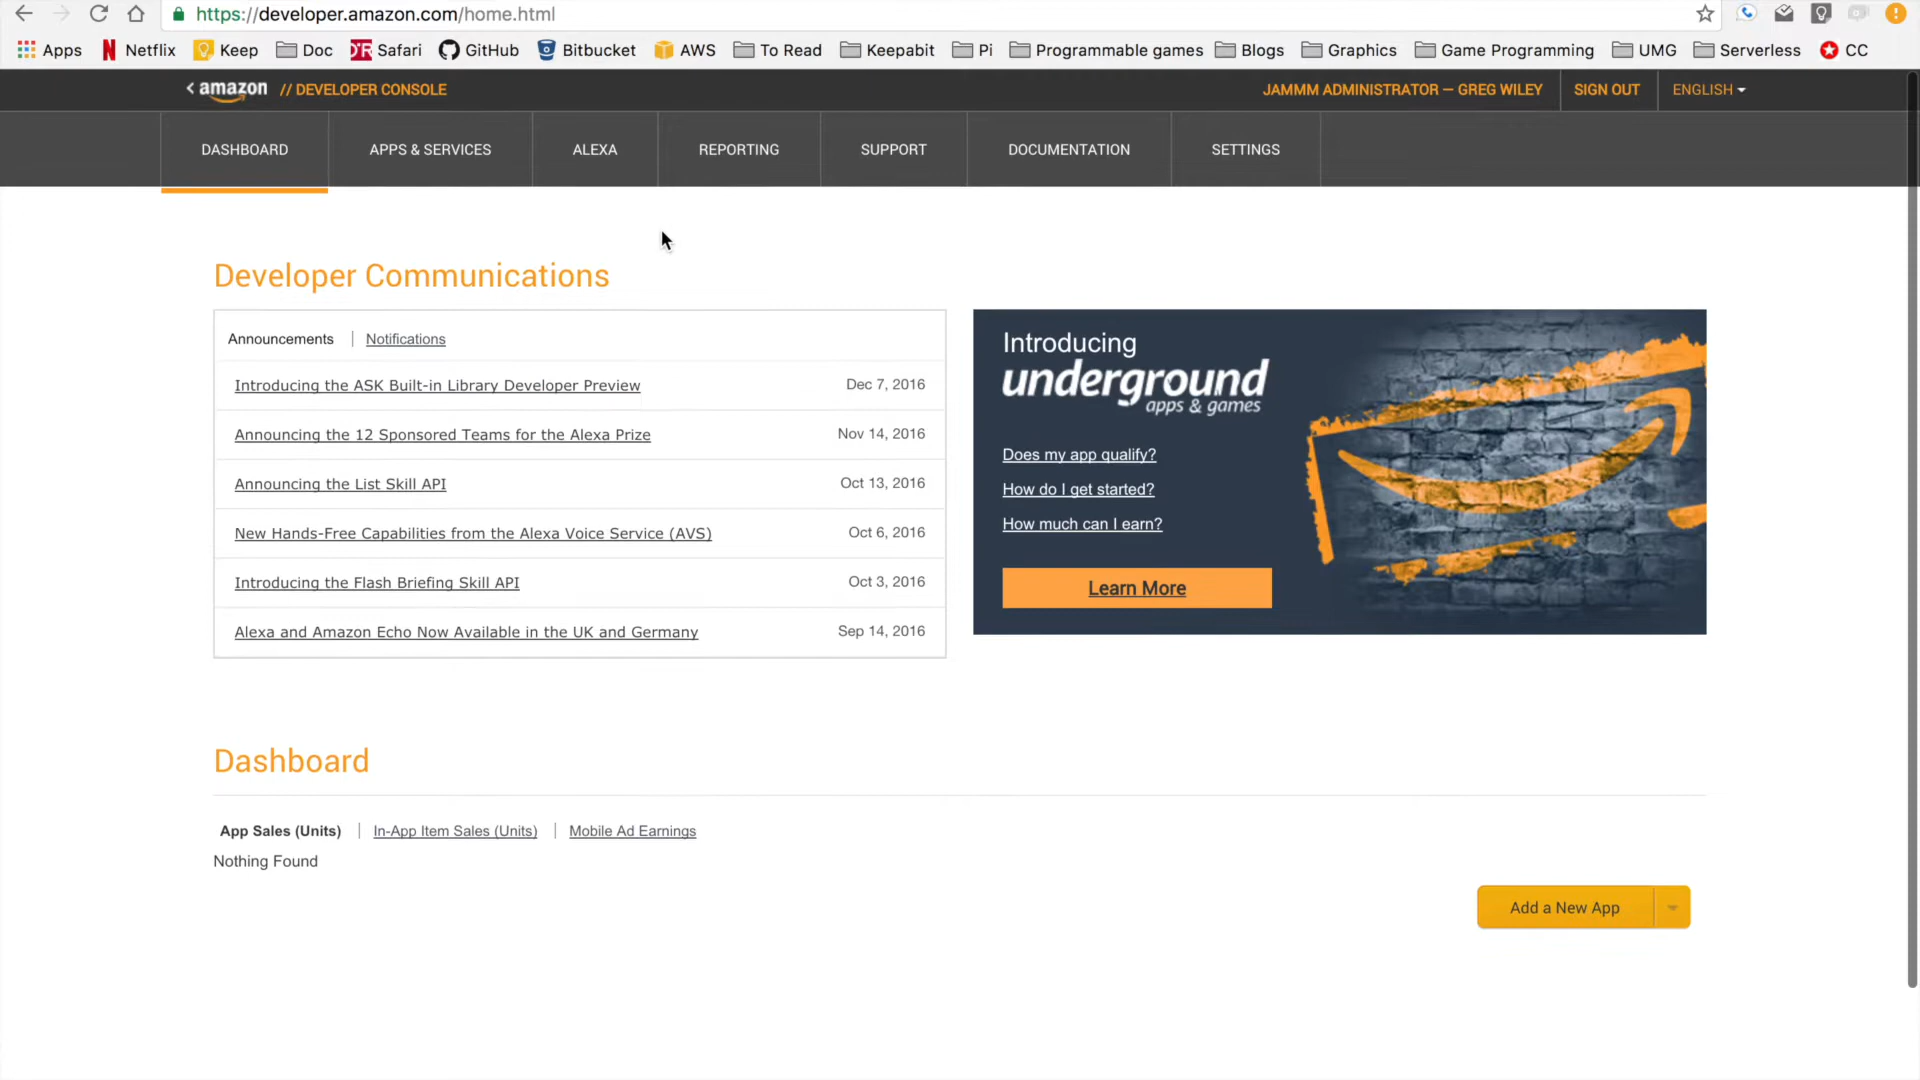 https://developer.amazon.com/home.html
Apps Netflix Keep Doc Safari GitHub Bitbucket AWS To Read Keepabit Pi Programmable games Blogs Graphics Game Programming UMG Serverless CC
amazon // DEVELOPER CONSOLE JAMMM ADMINISTRATOR — GREG WILEY SIGN OUT ENGLISH
DASHBOARD APPS & SERVICES ALEXA REPORTING SUPPORT DOCUMENTATION SETTINGS
Developer Communications
Announcements | Notifications
Introducing the ASK Built-in Library Developer Preview Dec 7, 2016
Announcing the 12 Sponsored Teams for the Alexa Prize Nov 14, 2016
Announcing the List Skill API Oct 13, 2016
New Hands-Free Capabilities from the Alexa Voice Service (AVS) Oct 6, 2016
Introducing the Flash Briefing Skill API Oct 3, 2016
Alexa and Amazon Echo Now Available in the UK and Germany Sep 14, 2016
Introducing
underground
apps & games
Does my app qualify?
How do I get started?
How much can I earn?
Learn More
Dashboard
App Sales (Units) | In-App Item Sales (Units) | Mobile Ad Earnings
Nothing Found
Add a New App